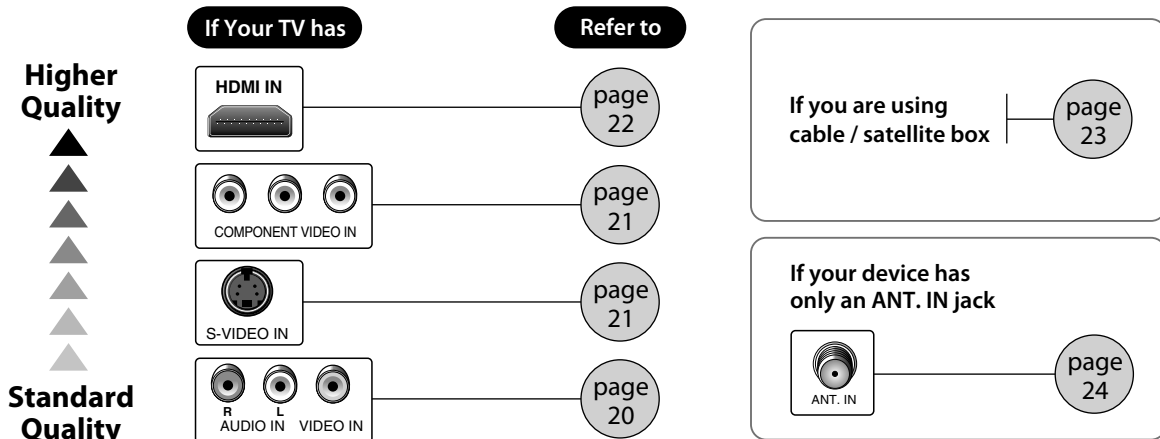 If Your TV has
Refer to
Higher
Quality
HDMI IN
page
22
COMPONENT VIDEO IN
page
21
S-VIDEO IN
page
21
R L
AUDIO IN VIDEO IN
page
20
Standard
Quality
If you are using
cable / satellite box
page
23
If your device has
only an ANT. IN jack
ANT. IN
page
24